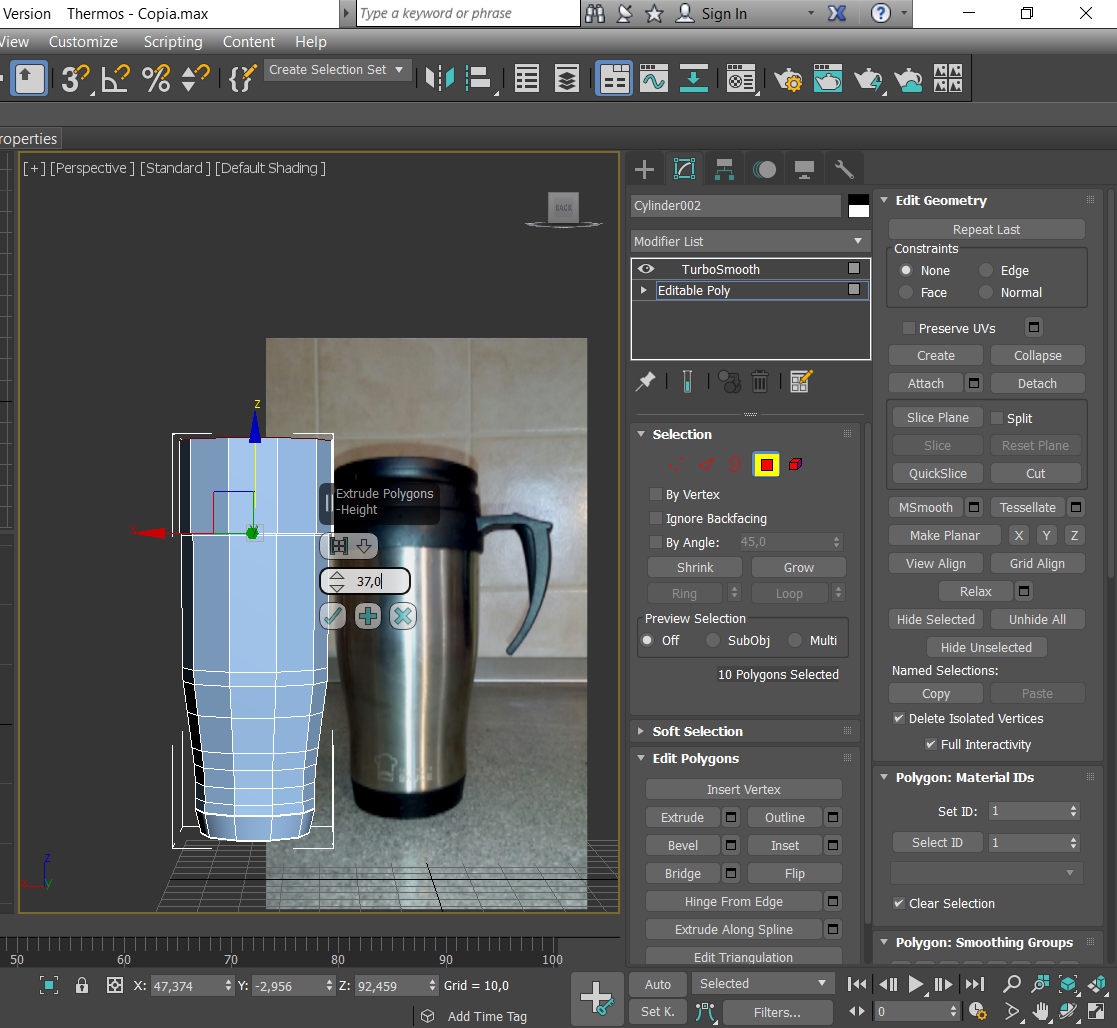 Version Thermos - Copia.max
Type a keyword or phrase
Sign In
View Customize Scripting Content Help
Create Selection Set
roperties
[ + ] [Perspective ] [Standard ] [Default Shading ]
BACK
z
Extrude Polygons
-Height
37,0
z
x
y
Cylinder002
Modifier List
TurboSmooth
Editable Poly
Selection
By Vertex
Ignore Backfacing
By Angle: 45,0
Shrink Grow
Ring Loop
Preview Selection
Off SubObj Multi
10 Polygons Selected
Soft Selection
Edit Polygons
Insert Vertex
Extrude Outline
Bevel Inset
Bridge Flip
Hinge From Edge
Extrude Along Spline
Edit Triangulation
Edit Geometry
Repeat Last
Constraints
None Edge
Face Normal
Preserve UVs
Create Collapse
Attach Detach
Slice Plane Split
Slice Reset Plane
QuickSlice Cut
MSmooth Tessellate
Make Planar X Y Z
View Align Grid Align
Relax
Hide Selected Unhide All
Hide Unselected
Named Selections:
Copy Paste
Delete Isolated Vertices
Full Interactivity
Polygon: Material IDs
Set ID: 1
Select ID 1
Clear Selection
Polygon: Smoothing Groups
50 60 70 80 90 100
X: 47,374 Y: -2,956 Z: 92,459 Grid = 10,0
Add Time Tag
Auto Selected
Set K. Filters...
0